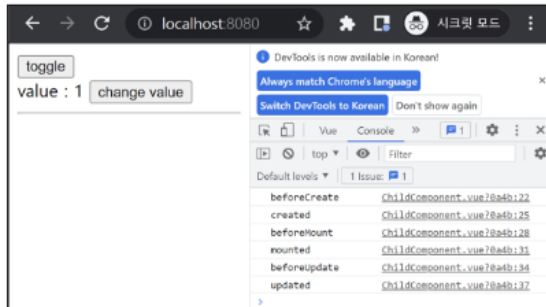 localhost:8080
시크릿 모드
toggle
value : 1 change value
DevTools is now available in Korean!
Always match Chrome's language
Switch DevTools to Korean Don't show again
Vue Console » 1
top ▼ Filter
Default levels ▼ 1 Issue: 1
beforeCreate ChildComponent.vue?0a4b:22
created ChildComponent.vue?0a4b:25
beforeMount ChildComponent.vue?0a4b:28
mounted ChildComponent.vue?0a4b:31
beforeUpdate ChildComponent.vue?0a4b:34
updated ChildComponent.vue?0a4b:37